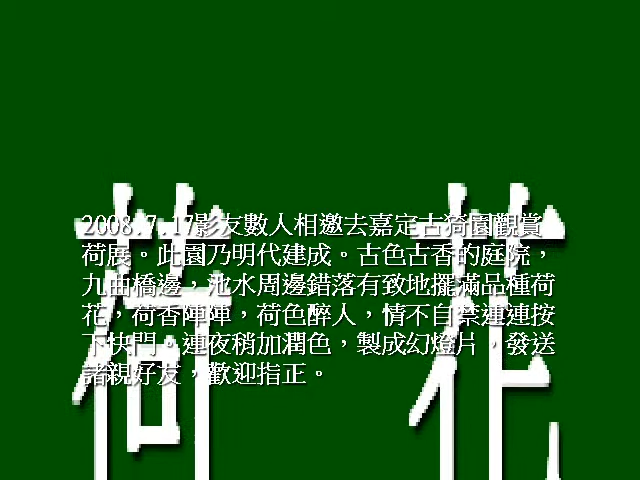 2008.7.17影友數人相邀去嘉定古猗園觀賞
荷展。此園乃明代建成。古色古香的庭院，
九曲橋邊，池水周邊錯落有致地擺滿品種荷
花，荷香陣陣，荷色醉人，情不自禁連連按
下快門。連夜稍加潤色，製成幻燈片，發送
諸親好友，歡迎指正。
荷花